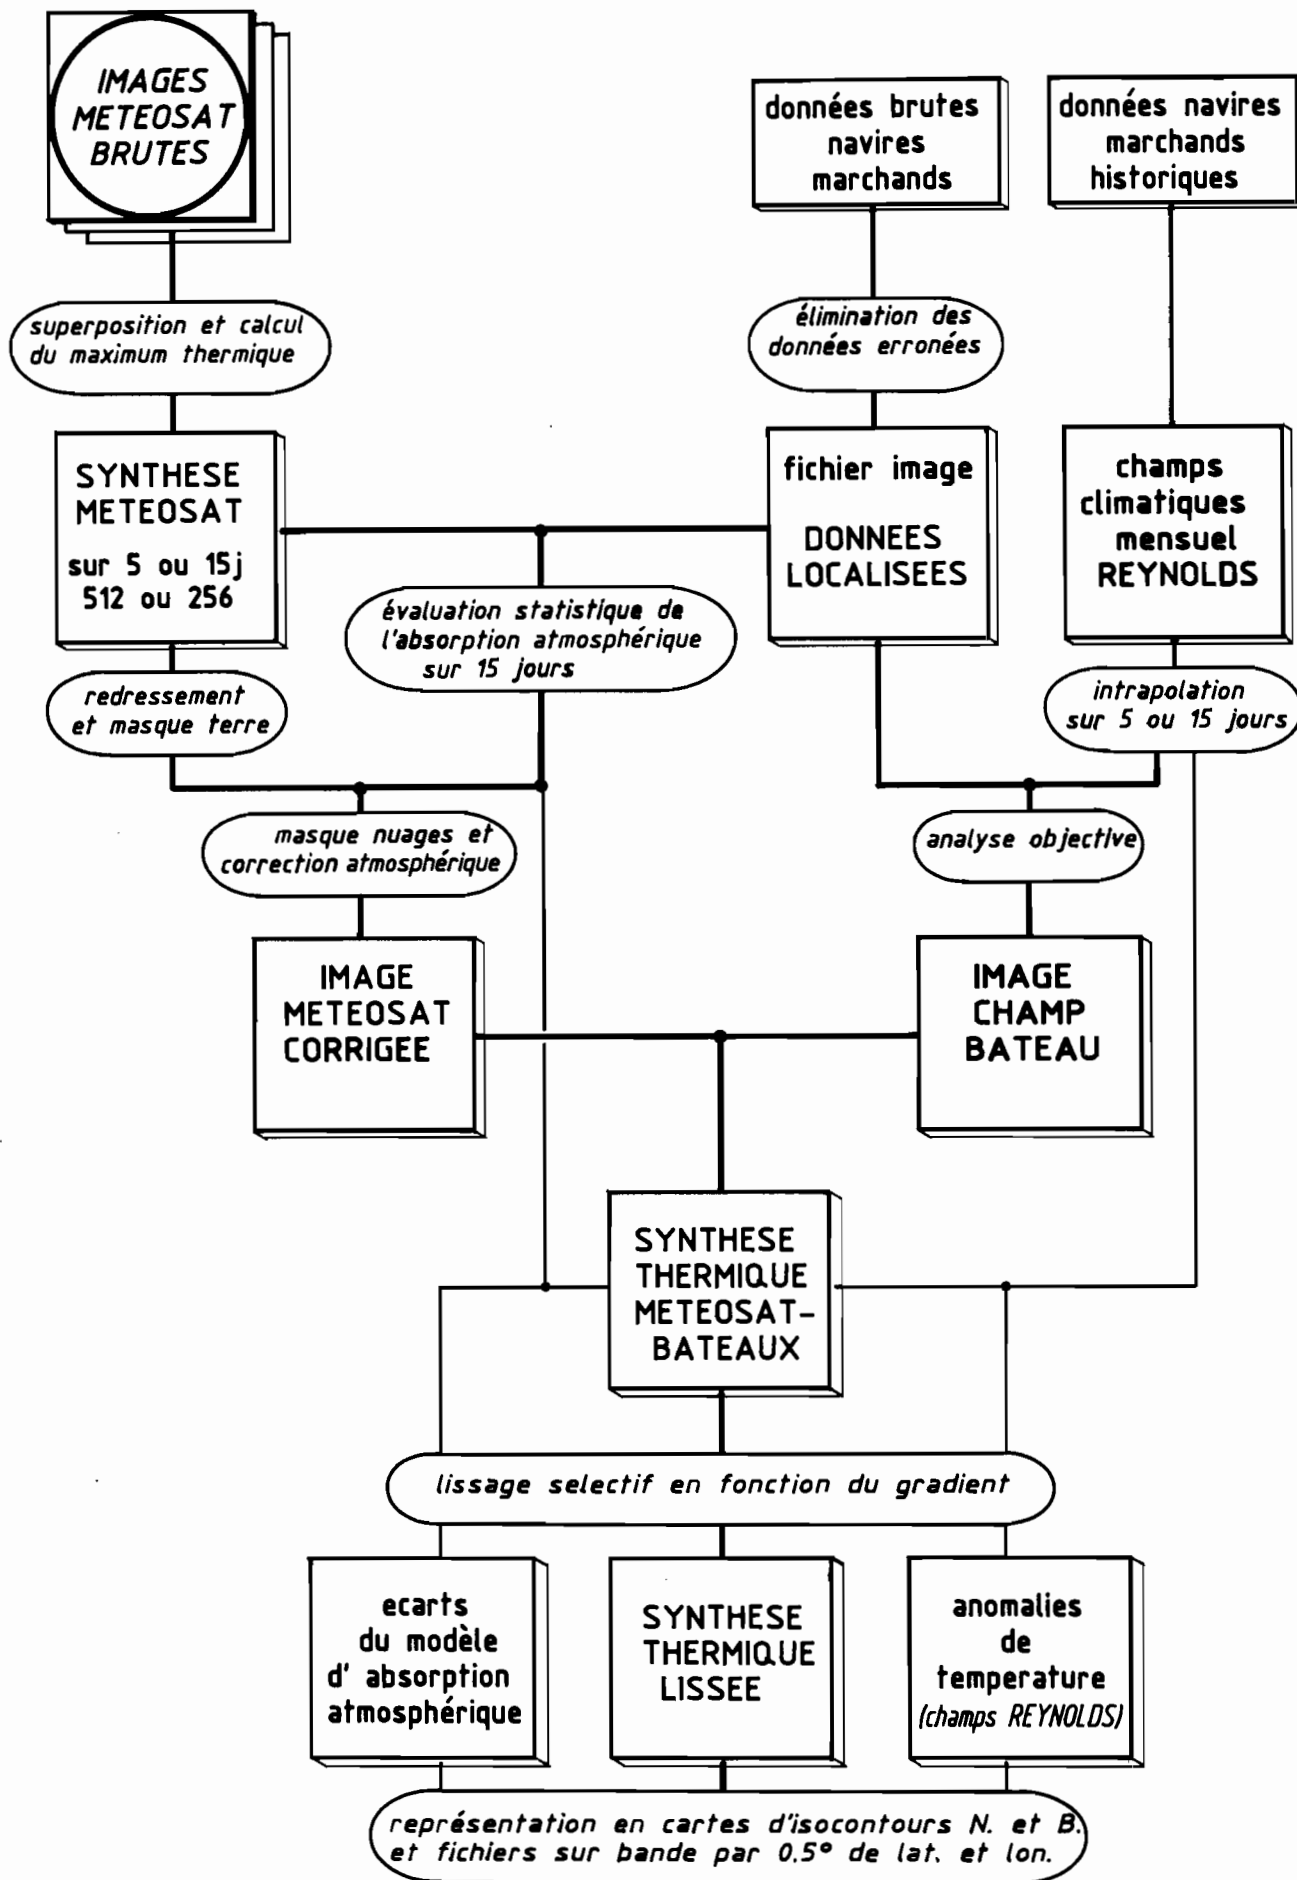 IMAGES
METEOSAT
BRUTES
données brutes
navires
marchands
données navires
marchands
historiques
superposition et calcul
du maximum thermique
élimination des
données erronées
SYNTHESE
METEOSAT
sur 5 ou 15j
512 ou 256
fichier image
DONNEES
LOCALISEES
champs
climatiques
mensuel
REYNOLDS
évaluation statistique de
l'absorption atmosphérique
sur 15 jours
redressement
et masque terre
intrapolation
sur 5 ou 15 jours
masque nuages et
correction atmosphérique
analyse objective
IMAGE
METEOSAT
CORRIGEE
IMAGE
CHAMP
BATEAU
SYNTHESE
THERMIQUE
METEOSAT-
BATEAUX
lissage selectif en fonction du gradient
ecarts
du modèle
d' absorption
atmosphérique
SYNTHESE
THERMIQUE
LISSEE
anomalies
de
temperature
(champs REYNOLDS)
représentation en cartes d'isocontours N. et B.
et fichiers sur bande par 0.5° de lat. et lon.